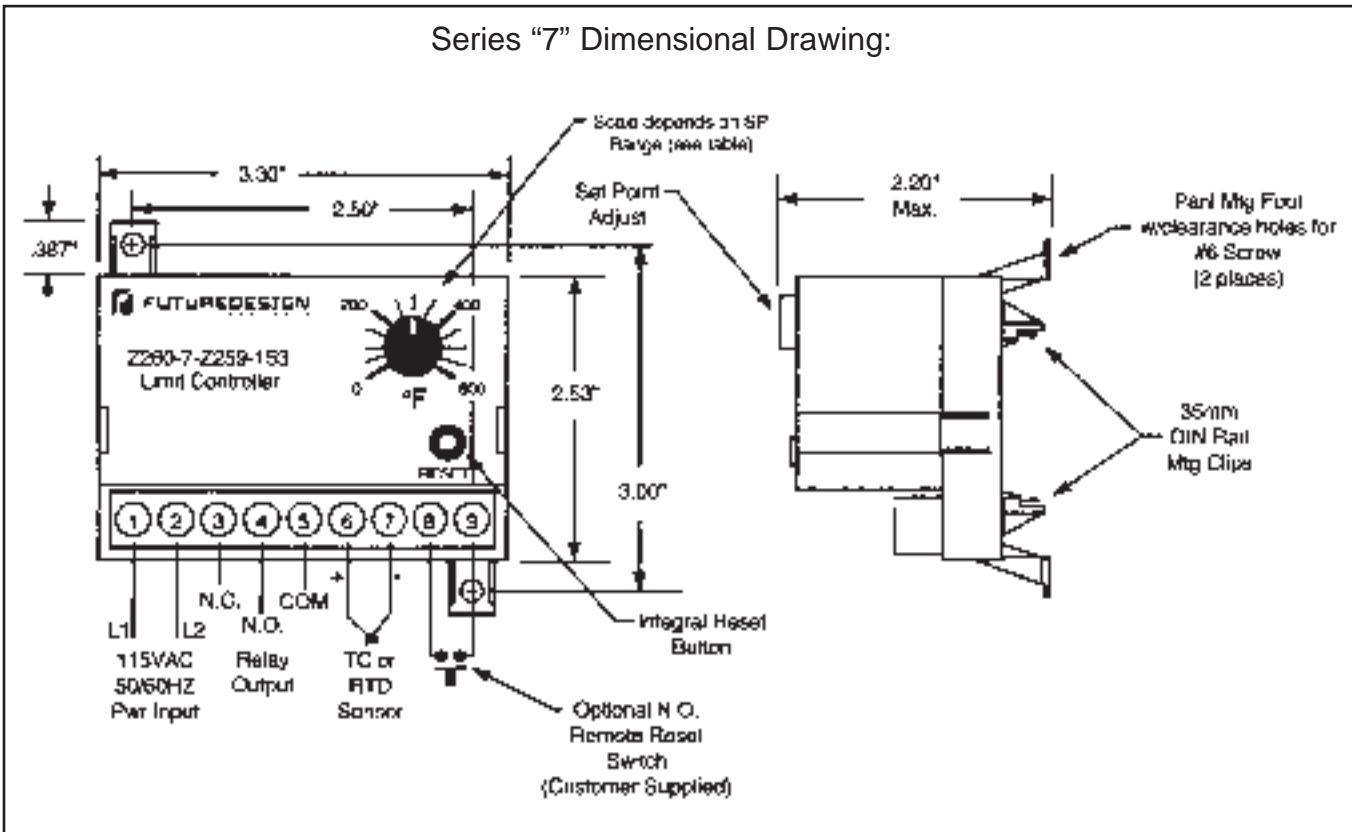 Series “7” Dimensional Drawing:
Scale depends on SP
Range (see table)
3.30"
2.50"
.387"
Set Point
Adjust
2.20"
Max.
Panl Mtg Foot
w/clearance holes for
#6 Screw
(2 places)
FUTUREDESIGN
Z260-7-Z259-153
Limit Controller
200
400
0
600
°F
RESET
2.53"
3.00"
35mm
DIN Rail
Mtg Clips
1 2 3 4 5 6 7 8 9
+ -
N.C.
COM
L1
L2
N.O.
115VAC
50/60HZ
Pwr Input
Relay
Output
TC or
RTD
Sensor
Integral Reset
Button
Optional N.O.
Remote Reset
Switch
(Customer Supplied)